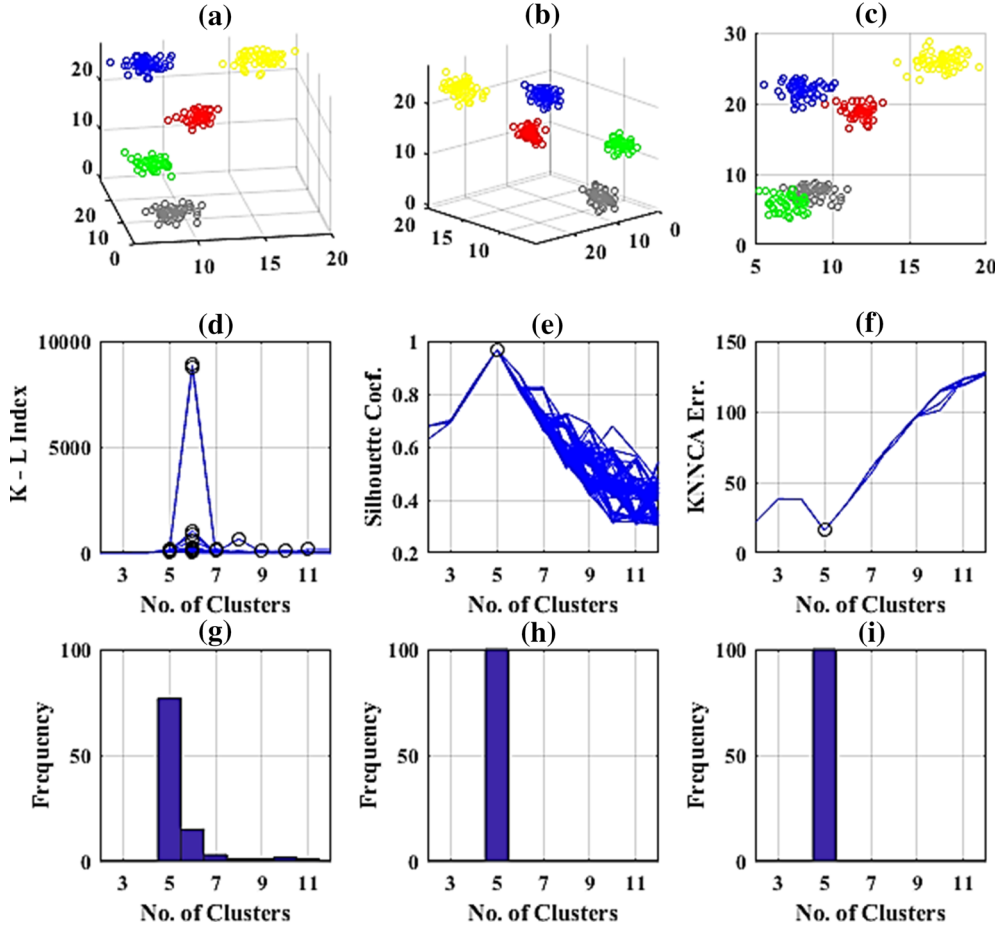 (a)
(b)
(c)
20
10
0
20
10
0
10
15
20
20
10
0
20
15
10
20
10
0
30
20
10
0
5
10
15
20
(d)
(e)
(f)
K - L Index
10000
5000
0
3 5 7 9 11
No. of Clusters
Silhouette Coef.
1
0.8
0.6
0.4
0.2
3 5 7 9 11
No. of Clusters
KNNCA Err.
150
100
50
0
3 5 7 9 11
No. of Clusters
(g)
(h)
(i)
Frequency
100
50
0
3 5 7 9 11
No. of Clusters
Frequency
100
50
0
3 5 7 9 11
No. of Clusters
Frequency
100
50
0
3 5 7 9 11
No. of Clusters